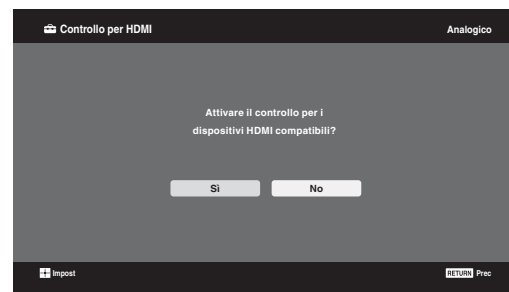 Controllo per HDMI
Analogico
Attivare il controllo per i
dispositivi HDMI compatibili?
Sì
No
Impost
RETURN Prec